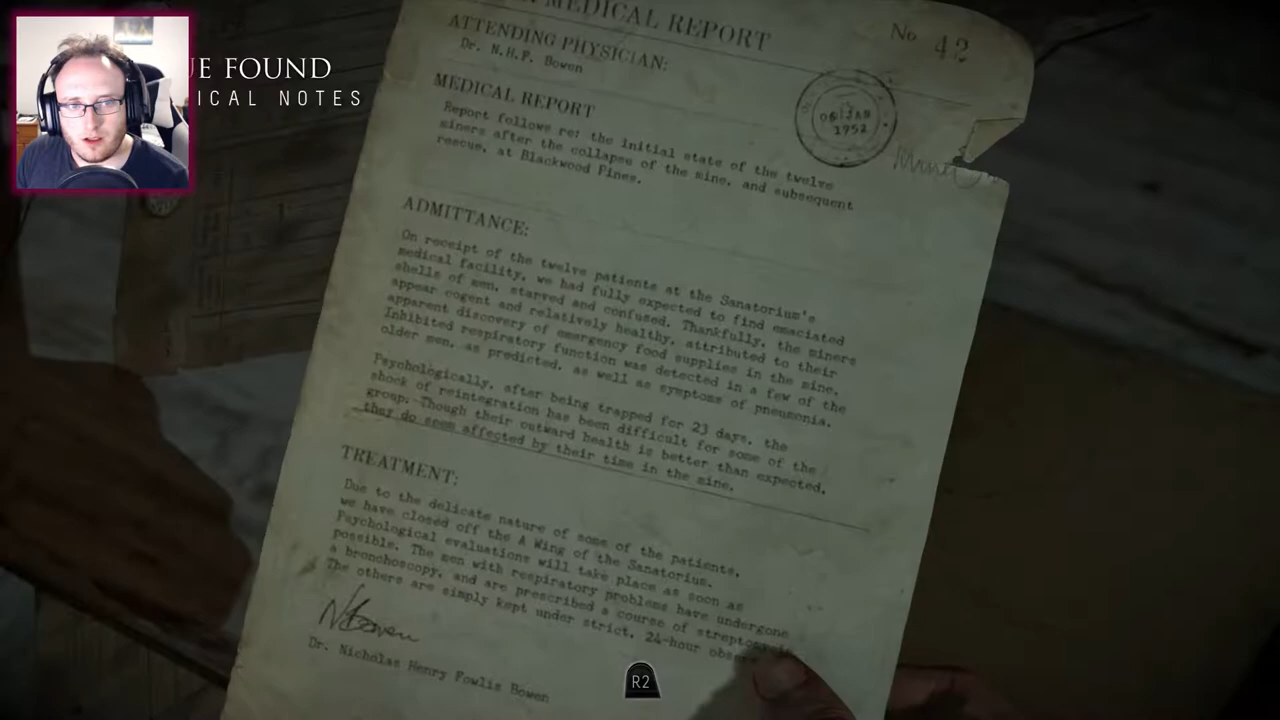 UE FOUND
ICAL NOTES
MEDICAL REPORT
No 42
ATTENDING PHYSICIAN:
Dr. N.H.F. Bowen
MEDICAL REPORT
Report follows re: the initial state of the twelve
miners after the collapse of the mine, and subsequent
rescue, at Blackwood Pines.
1952
ADMITTANCE:
On receipt of the twelve patients at the Sanatorium's
medical facility, we had fully expected to find emaciated
shells of men, starved and confused. Thankfully, the miners
appear cogent and relatively healthy, attributed to their
apparent discovery of emergency food supplies in the mine.
Inhibited respiratory function was detected in a few of the
older men, as predicted, as well as symptoms of pneumonia.
Psychologically, after being trapped for 23 days, the
shock of reintegration has been difficult for some of the
group. Though their outward health is better than expected,
they do seem affected by their time in the mine.
TREATMENT:
Due to the delicate nature of some of the patients,
we have closed off the A Wing of the Sanatorium.
Psychological evaluations will take place as soon as
possible. The men with respiratory problems have undergone
a bronchoscopy, and are prescribed a course of
The others are simply kept under strict, 24-hour
NBowen
Dr. Nicholas Henry Fowlis Bowen
R2